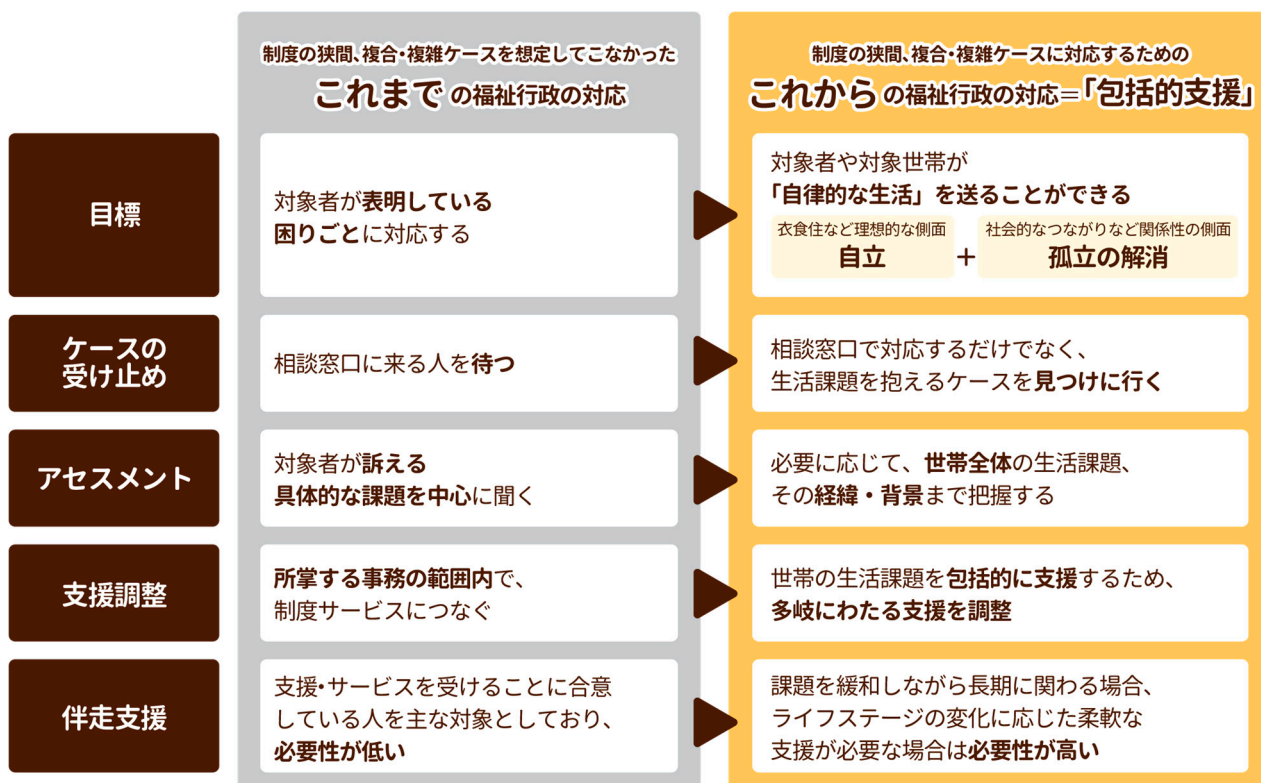 制度の狭間、複合・複雑ケースを想定してこなかった
これまでの福祉行政の対応
制度の狭間、複合・複雑ケースに対応するための
これからの福祉行政の対応=「包括的支援」
目標
対象者が表明している
困りごとに対応する
対象者や対象世帯が
「自律的な生活」を送ることができる
衣食住など理想的な側面
自立
+
社会的なつながりなど関係性の側面
孤立の解消
ケースの
受け止め
相談窓口に来る人を待つ
相談窓口で対応するだけでなく、
生活課題を抱えるケースを見つけに行く
アセスメント
対象者が訴える
具体的な課題を中心に聞く
必要に応じて、世帯全体の生活課題、
その経緯・背景まで把握する
支援調整
所掌する事務の範囲内で、
制度サービスにつなぐ
世帯の生活課題を包括的に支援するため、
多岐にわたる支援を調整
伴走支援
支援・サービスを受けることに合意
している人を主な対象としており、
必要性が低い
課題を緩和しながら長期に関わる場合、
ライフステージの変化に応じた柔軟な
支援が必要な場合は必要性が高い